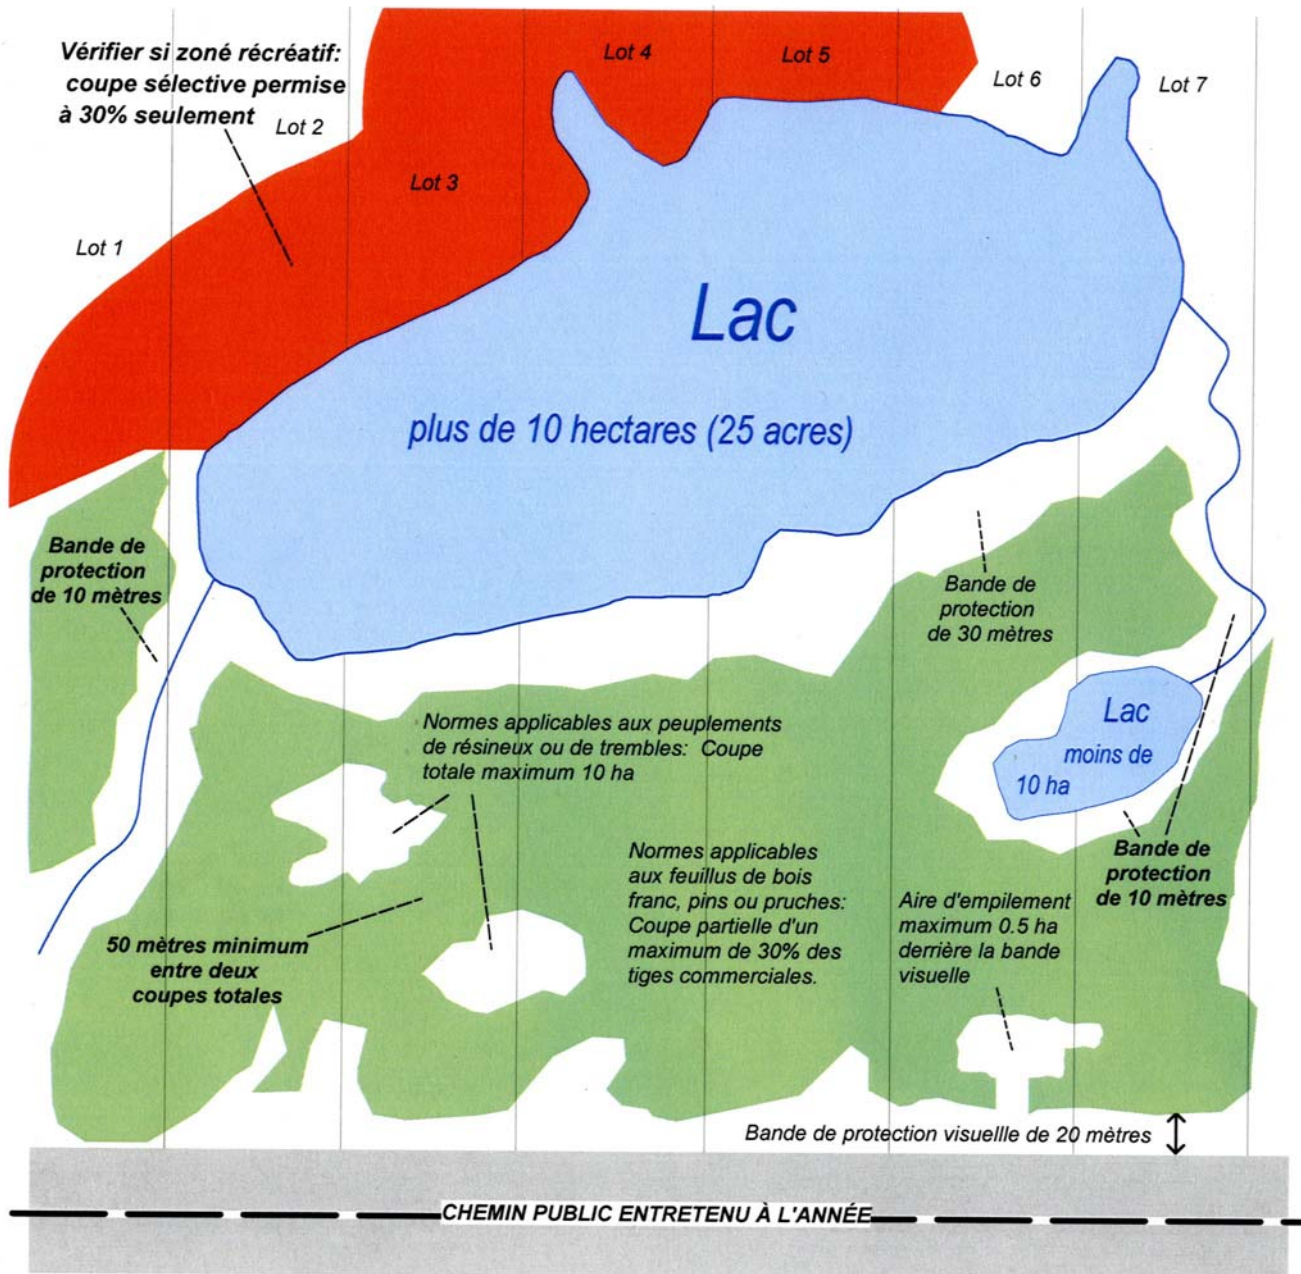 Vérifier si zoné récréatif:
coupe sélective permise
à 30% seulement
Lot 1
Lot 2
Lot 3
Lot 4
Lot 5
Lot 6
Lot 7
Lac
plus de 10 hectares (25 acres)
Bande de
protection
de 10 mètres
Bande de
protection
de 30 mètres
Lac
moins de
10 ha
Normes applicables aux peuplements
de résineux ou de trembles: Coupe
totale maximum 10 ha
Normes applicables
aux feuillus de bois
franc, pins ou pruches:
Coupe partielle d'un
maximum de 30% des
tiges commerciales.
Bande de
protection
de 10 mètres
Aire d'empilement
maximum 0.5 ha
derrière la bande
visuelle
50 mètres minimum
entre deux
coupes totales
Bande de protection visuellle de 20 mètres
CHEMIN PUBLIC ENTRETENU À L'ANNÉE